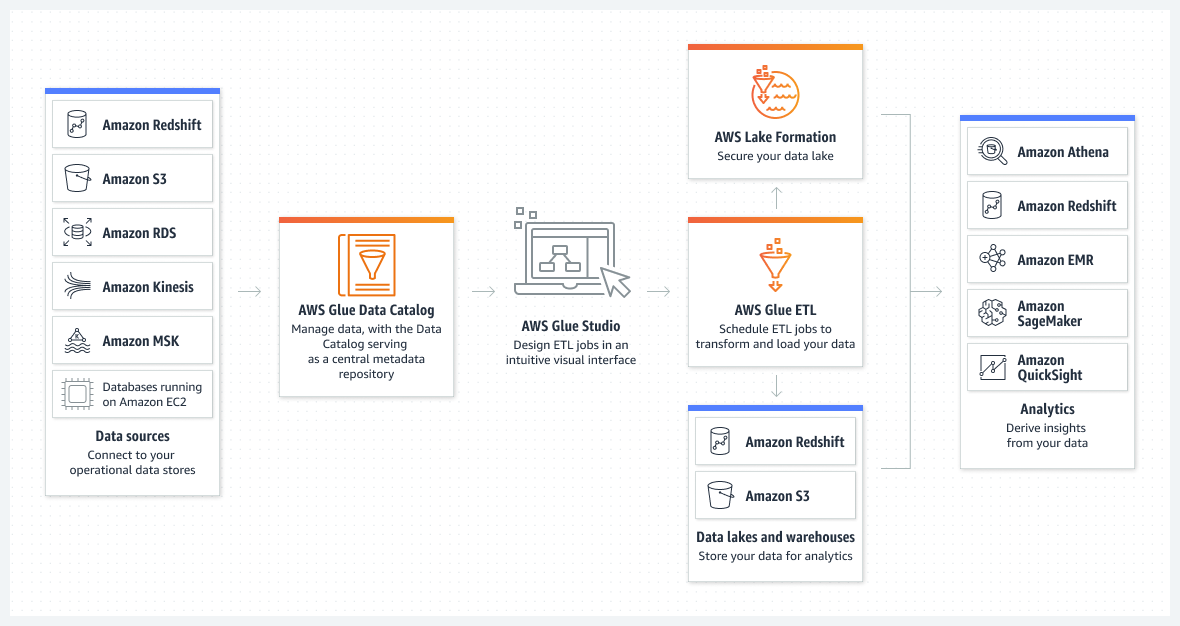 Amazon Redshift
Amazon S3
Amazon RDS
Amazon Kinesis
Amazon MSK
Databases running
on Amazon EC2
Data sources
Connect to your
operational data stores
AWS Glue Data Catalog
Manage data, with the Data
Catalog serving
as a central metadata
repository
AWS Glue Studio
Design ETL jobs in an
intuitive visual interface
AWS Lake Formation
Secure your data lake
AWS Glue ETL
Schedule ETL jobs to
transform and load your data
Amazon Redshift
Amazon S3
Data lakes and warehouses
Store your data for analytics
Amazon Athena
Amazon Redshift
Amazon EMR
Amazon
SageMaker
Amazon
QuickSight
Analytics
Derive insights
from your data